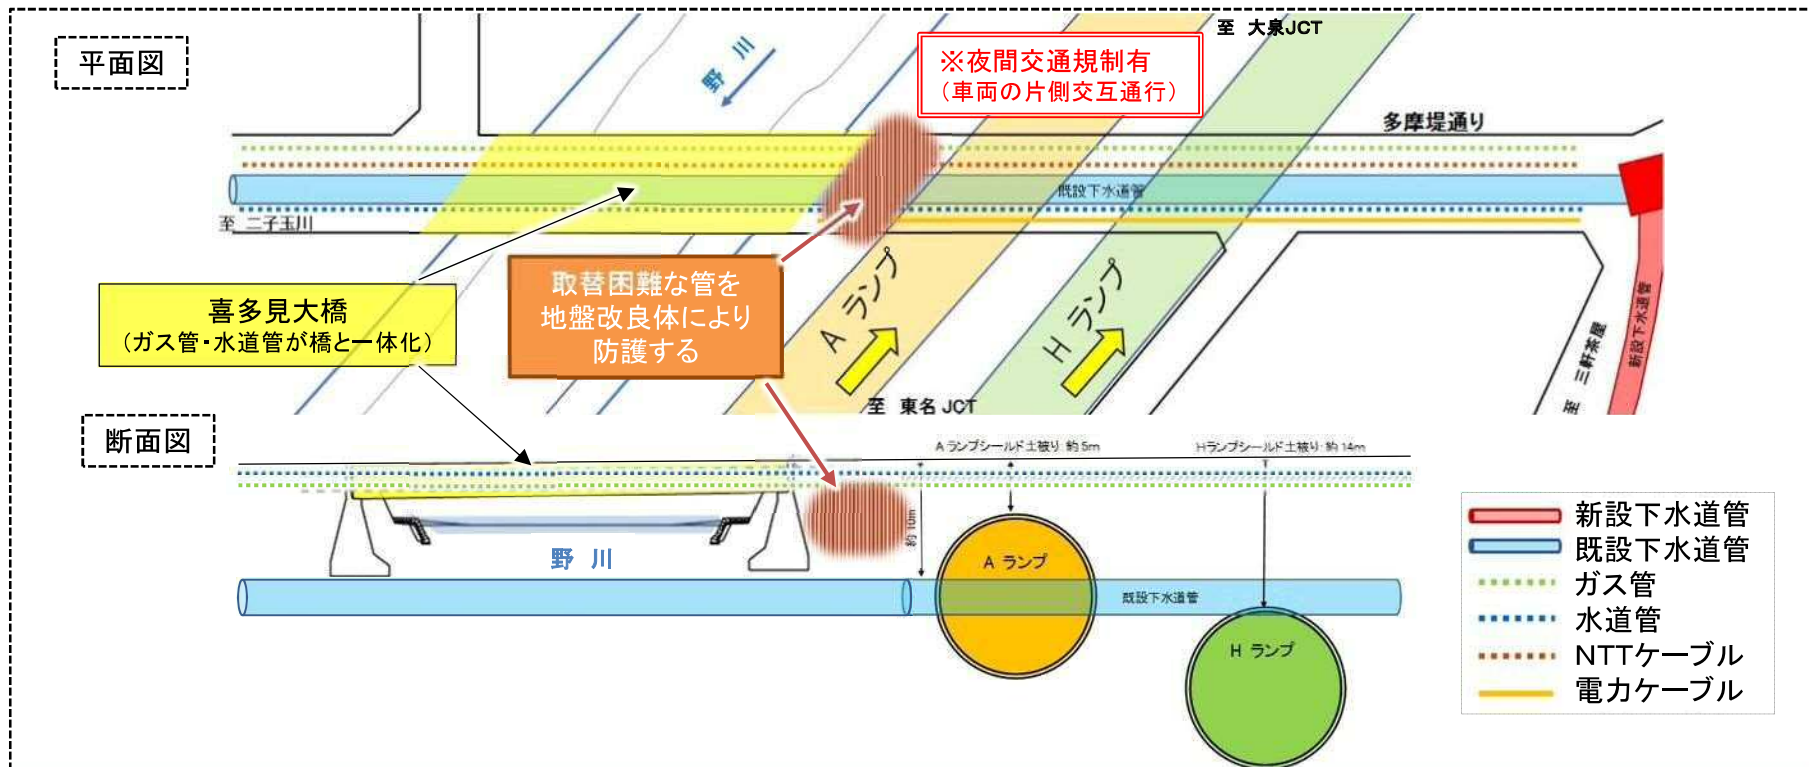 平面図
野川
※夜間交通規制有
（車両の片側交互通行）
至 大泉JCT
多摩堤通り
既設下水道管
至 二子玉川
喜多見大橋
（ガス管・水道管が橋と一体化）
取替困難な管を
地盤改良体により
防護する
Aランプ
Hランプ
至 東名JCT
至 三軒茶屋
新設下水道管
断面図
Aランプシールド土被り：約5m
Hランプシールド土被り：約14m
約10m
野 川
A ランプ
既設下水道管
H ランプ
新設下水道管
既設下水道管
ガス管
水道管
NTTケーブル
電力ケーブル